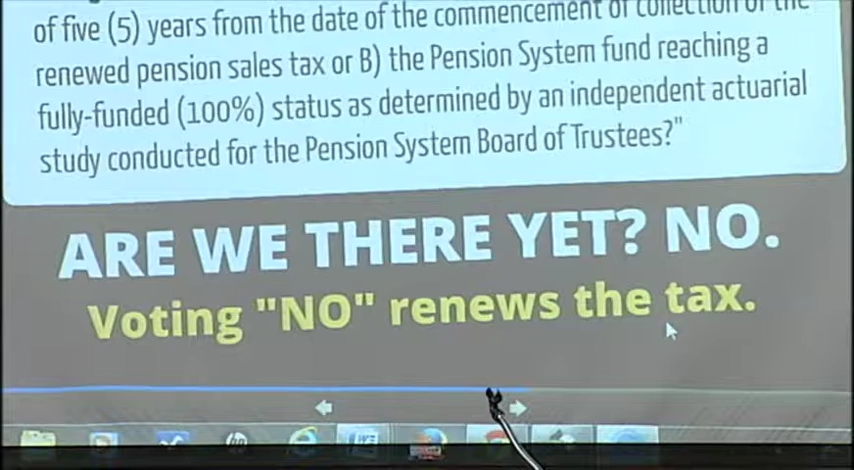 of five (5) years from the date of the commencement of collection of the
renewed pension sales tax or B) the Pension System fund reaching a
fully-funded (100%) status as determined by an independent actuarial
study conducted for the Pension System Board of Trustees?"
ARE WE THERE YET? NO.
Voting "NO" renews the tax.
hp